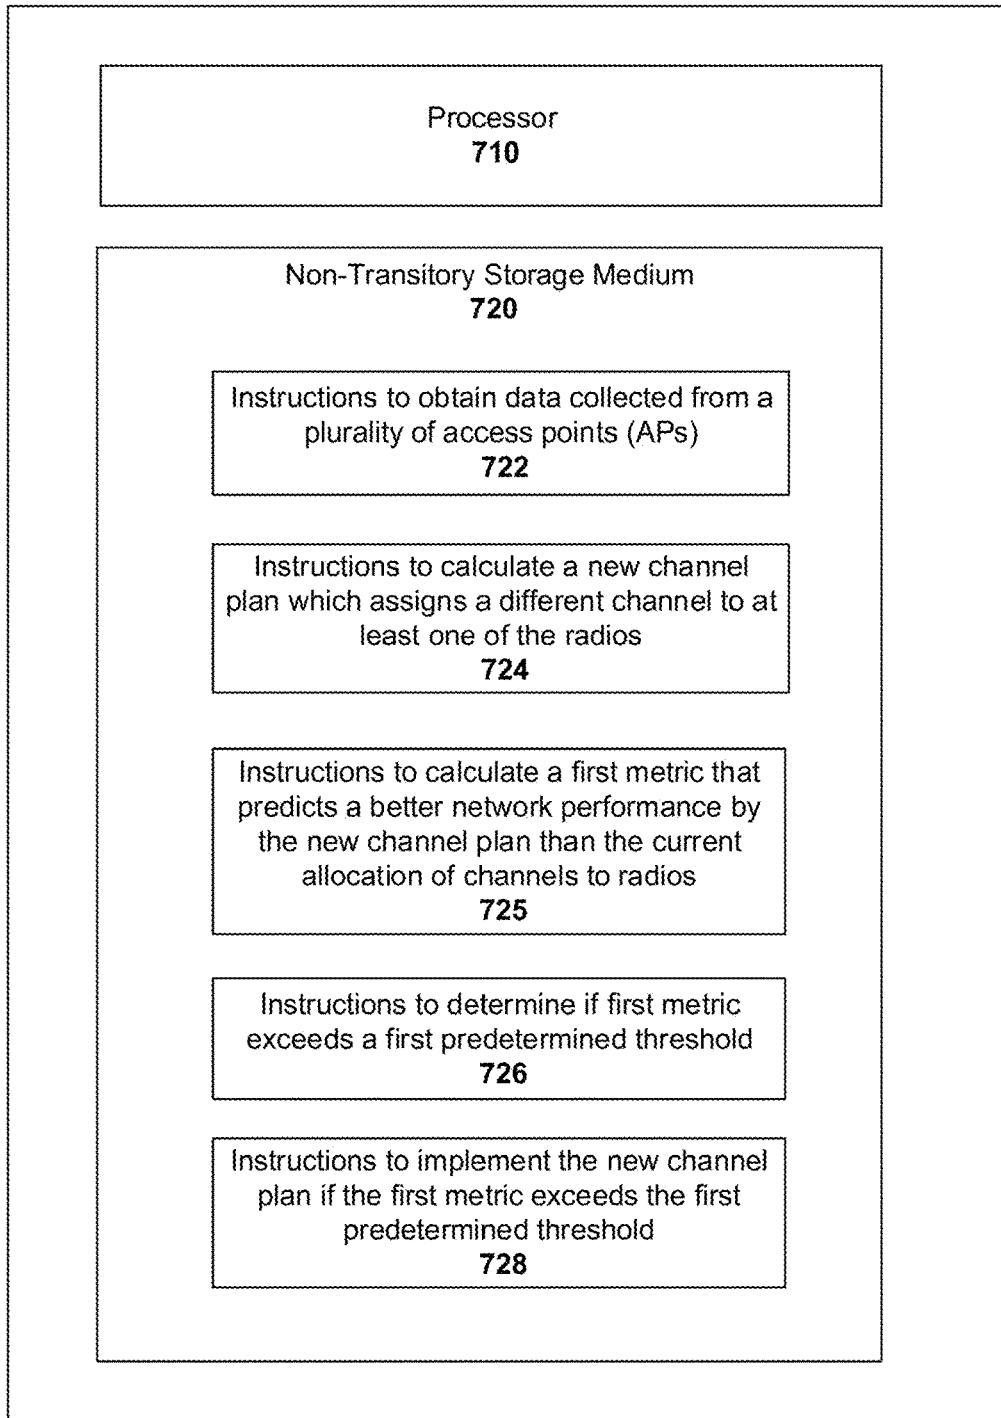 Processor
710
Non-Transitory Storage Medium
720
Instructions to obtain data collected from a
plurality of access points (APs)
722
Instructions to calculate a new channel
plan which assigns a different channel to at
least one of the radios
724
Instructions to calculate a first metric that
predicts a better network performance by
the new channel plan than the current
allocation of channels to radios
725
Instructions to determine if first metric
exceeds a first predetermined threshold
726
Instructions to implement the new channel
plan if the first metric exceeds the first
predetermined threshold
728